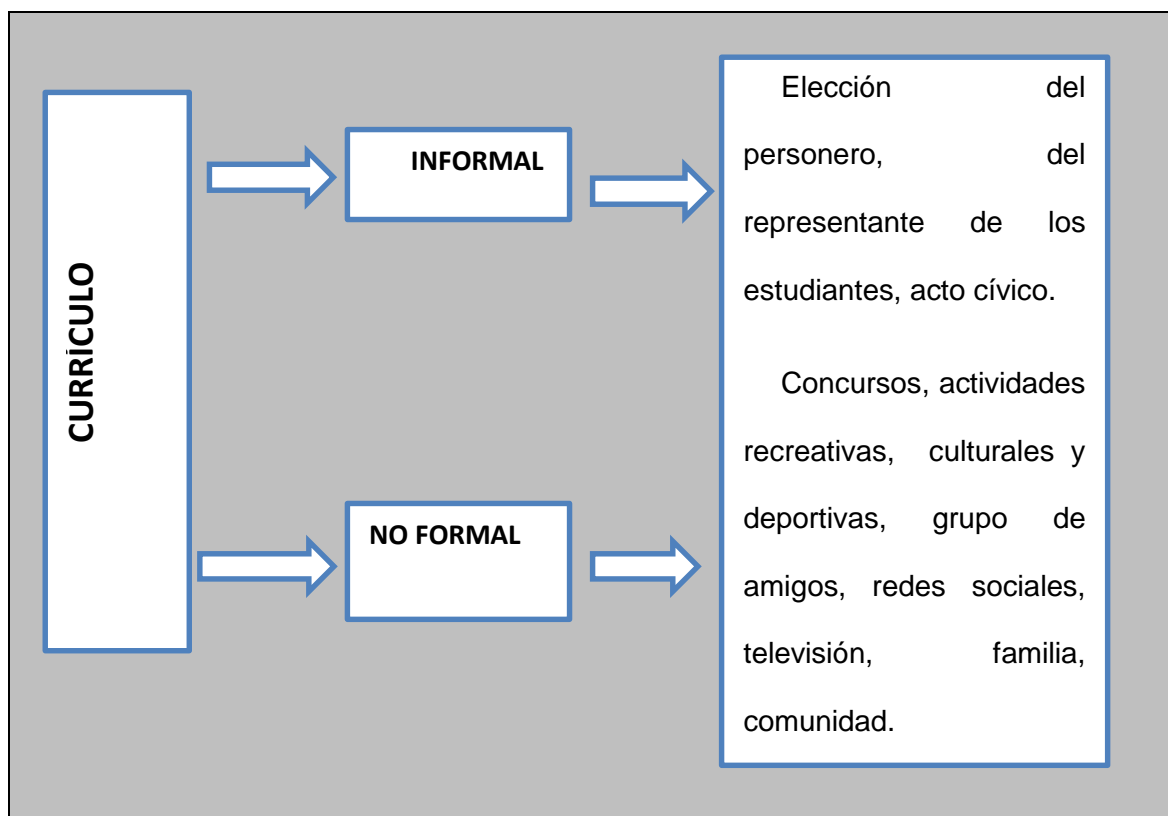 CURRÍCULO
INFORMAL
NO FORMAL
Elección del
personero, del
representante de los
estudiantes, acto cívico.
Concursos, actividades
recreativas, culturales y
deportivas, grupo de
amigos, redes sociales,
televisión, familia,
comunidad.